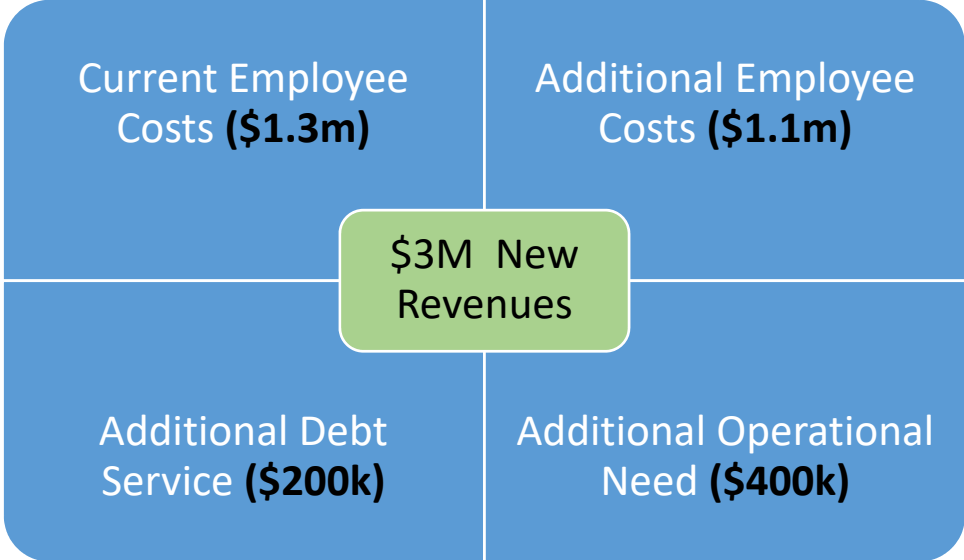 Current Employee
Costs ($1.3m)
Additional Employee
Costs ($1.1m)
$3M  New
Revenues
Additional Debt
Service ($200k)
Additional Operational
Need ($400k)